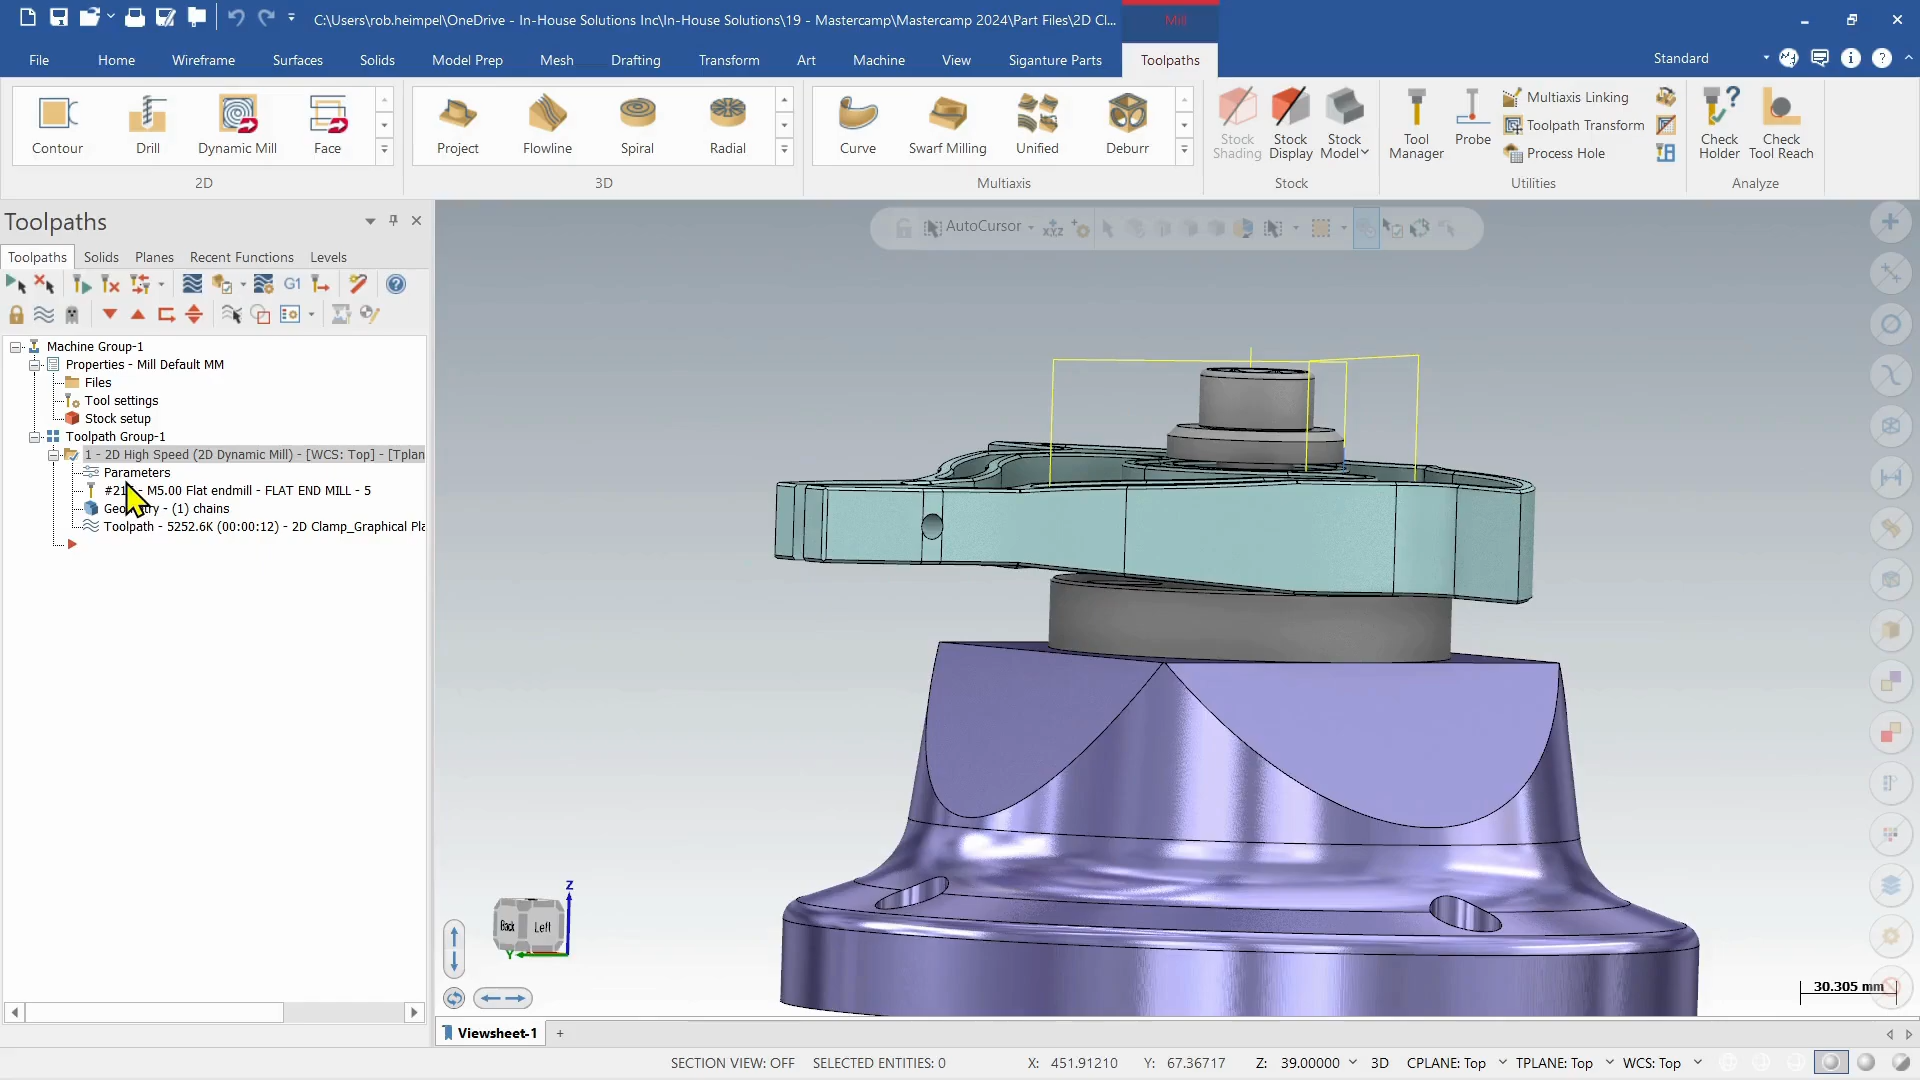 C:\Users\rob.heimpel\OneDrive - In-House Solutions Inc\In-House Solutions\19 - Mastercamp\Mastercamp 2024\Part Files\2D Cl...
Mill
File Home Wireframe Surfaces Solids Model Prep Mesh Drafting Transform Art Machine View Siganture Parts Toolpaths
Standard
Contour Drill Dynamic Mill Face
2D
Project Flowline Spiral Radial
3D
Curve Swarf Milling Unified Deburr
Multiaxis
Stock Shading
Stock Display
Stock Model
Stock
Tool Manager
Probe
Multiaxis Linking
Toolpath Transform
Process Hole
Utilities
Check Holder
Check Tool Reach
Analyze
Toolpaths
Toolpaths Solids Planes Recent Functions Levels
AutoCursor
G1
Machine Group-1
Properties - Mill Default MM
Files
Tool settings
Stock setup
Toolpath Group-1
1 - 2D High Speed (2D Dynamic Mill) - [WCS: Top] - [Tplan
Parameters
- M5.00 Flat endmill - FLAT END MILL - 5
- (1) chains
Toolpath - 5252.6K (00:00:12) - 2D Clamp_Graphical Pla
Z
Back Left
Y
30.305 mm
Viewsheet-1
SECTION VIEW: OFF SELECTED ENTITIES: 0 X: 451.91210 Y: 67.36717 Z: 39.00000 3D CPLANE: Top TPLANE: Top WCS: Top